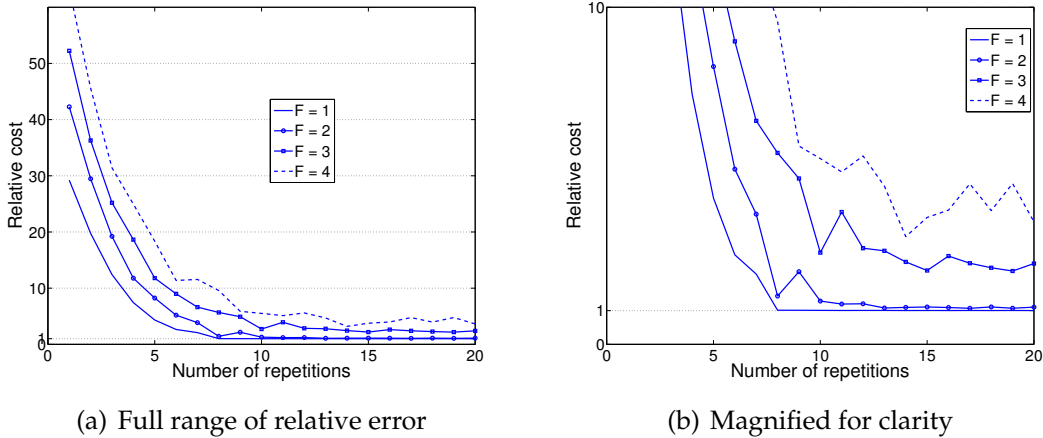 50
40
30
20
10
1
0
0
5
10
15
20
Relative cost
Number of repetitions
F = 1
F = 2
F = 3
F = 4
(a) Full range of relative error
10
1
0
5
10
15
20
Relative cost
Number of repetitions
F = 1
F = 2
F = 3
F = 4
(b) Magnified for clarity